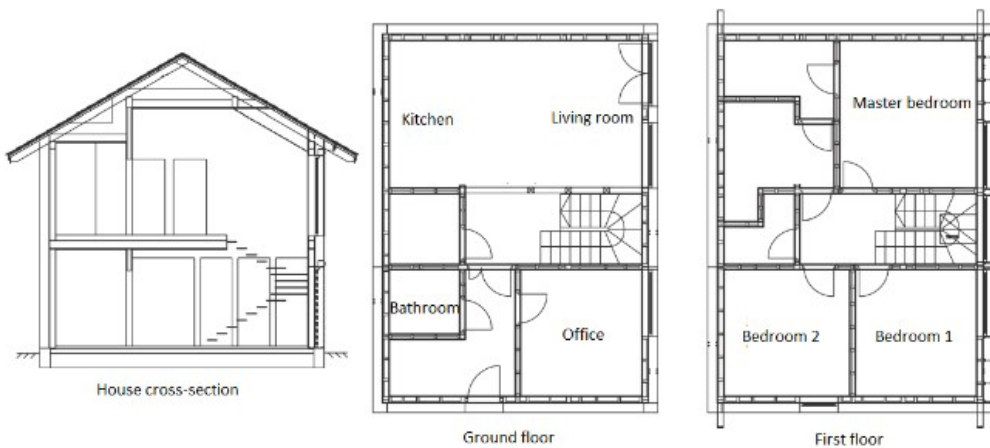 House cross-section
Kitchen
Living room
Bathroom
Office
Ground floor
Master bedroom
Bedroom 2
Bedroom 1
First floor